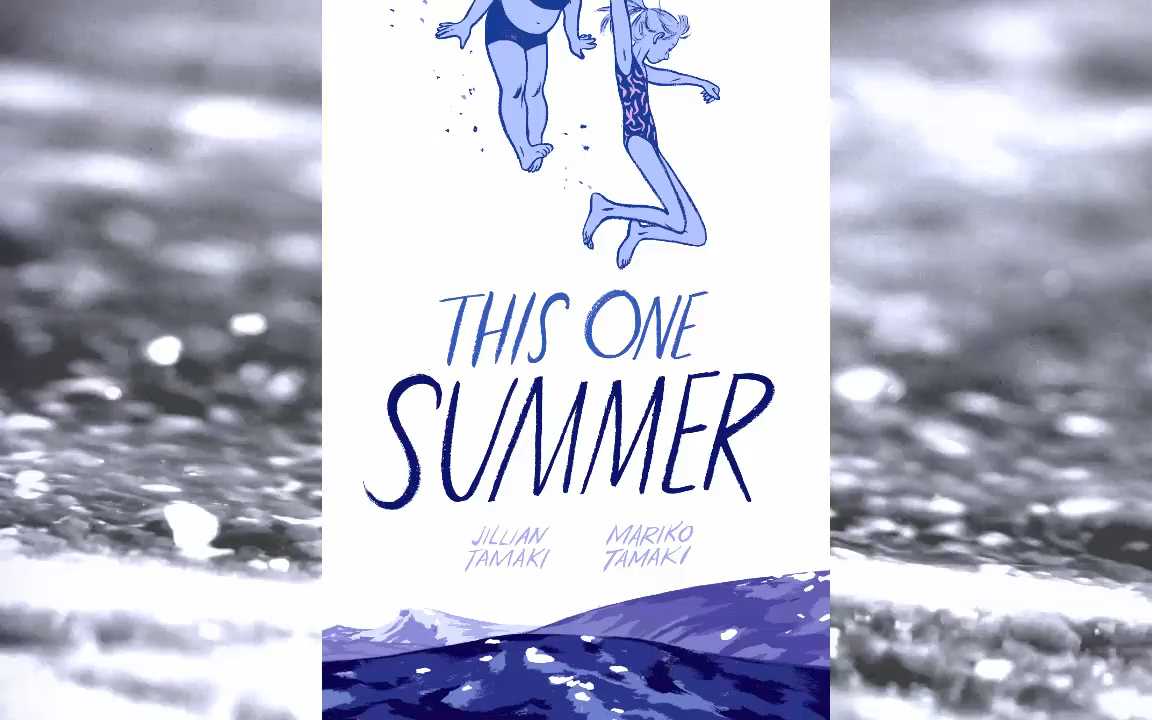 THIS ONE
SUMMER
JILLIAN
TAMAKI
MARIKO
TAMAKI